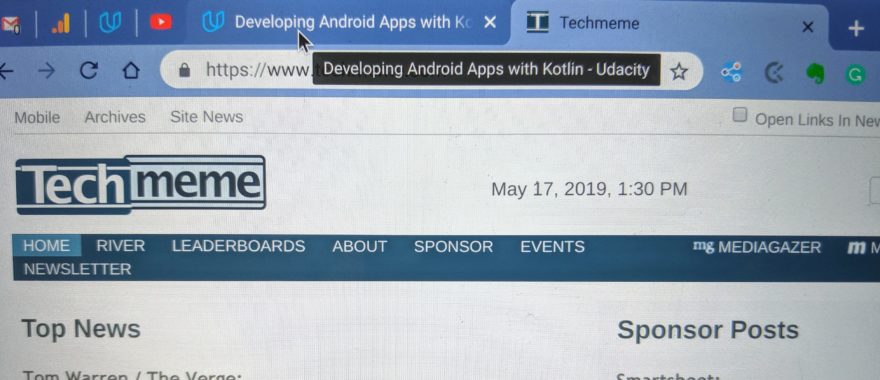 Developing Android Apps with Ko
Techmeme
https://www.
Developing Android Apps with Kotlin - Udacity
Mobile Archives Site News
Open Links In New
Techmeme
May 17, 2019, 1:30 PM
HOME RIVER LEADERBOARDS ABOUT SPONSOR EVENTS mg MEDIAGAZER m M
NEWSLETTER
Top News
Sponsor Posts
Tom Warren / The Verge:
Smartsheet: